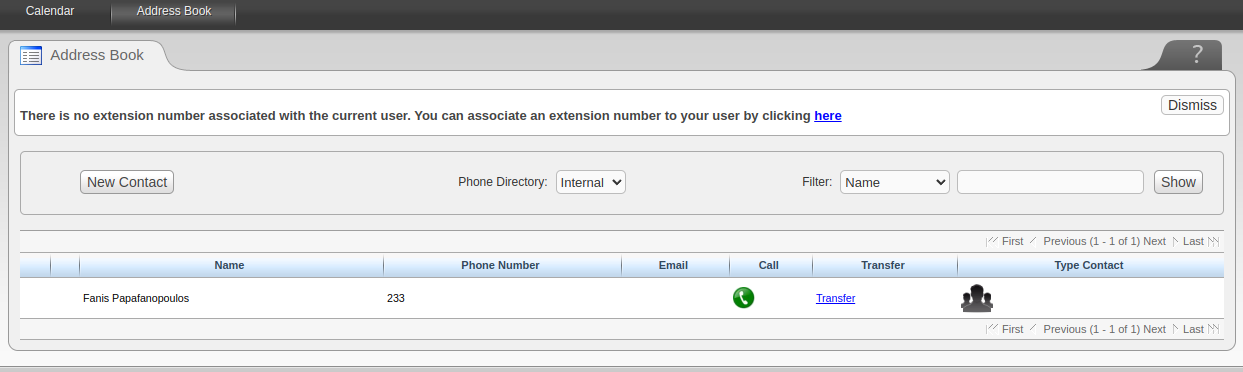 Calendar Address Book
Address Book ?
Dismiss
There is no extension number associated with the current user. You can associate an extension number to your user by clicking here
New Contact Phone Directory: Internal Filter: Name Show
First Previous (1 - 1 of 1) Next Last
Name Phone Number Email Call Transfer Type Contact
Fanis Papafanopoulos 233 Transfer
First Previous (1 - 1 of 1) Next Last